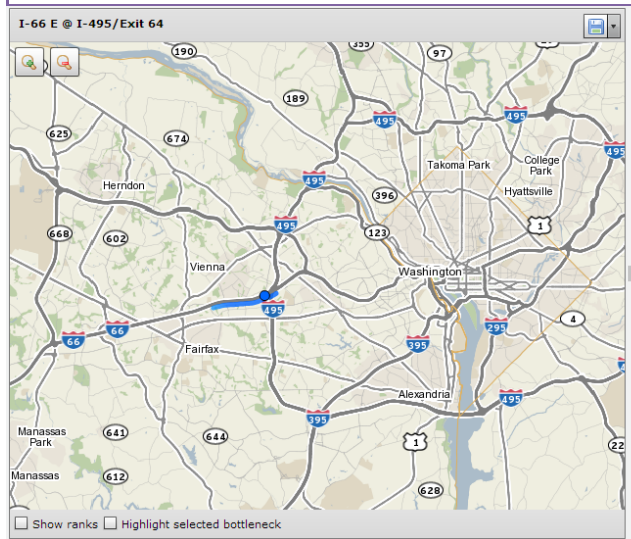 I-66 E @ I-495/Exit 64
190
355
97
189
495
495
495
625
674
Takoma Park
College
Park
Herndon
495
396
Hyattsville
495
1
668
602
123
Vienna
Washington
495
4
66
66
295
395
Fairfax
Alexandria
495
395
Manassas
Park
641
644
1
22
Manassas
612
628
Show ranks
Highlight selected bottleneck